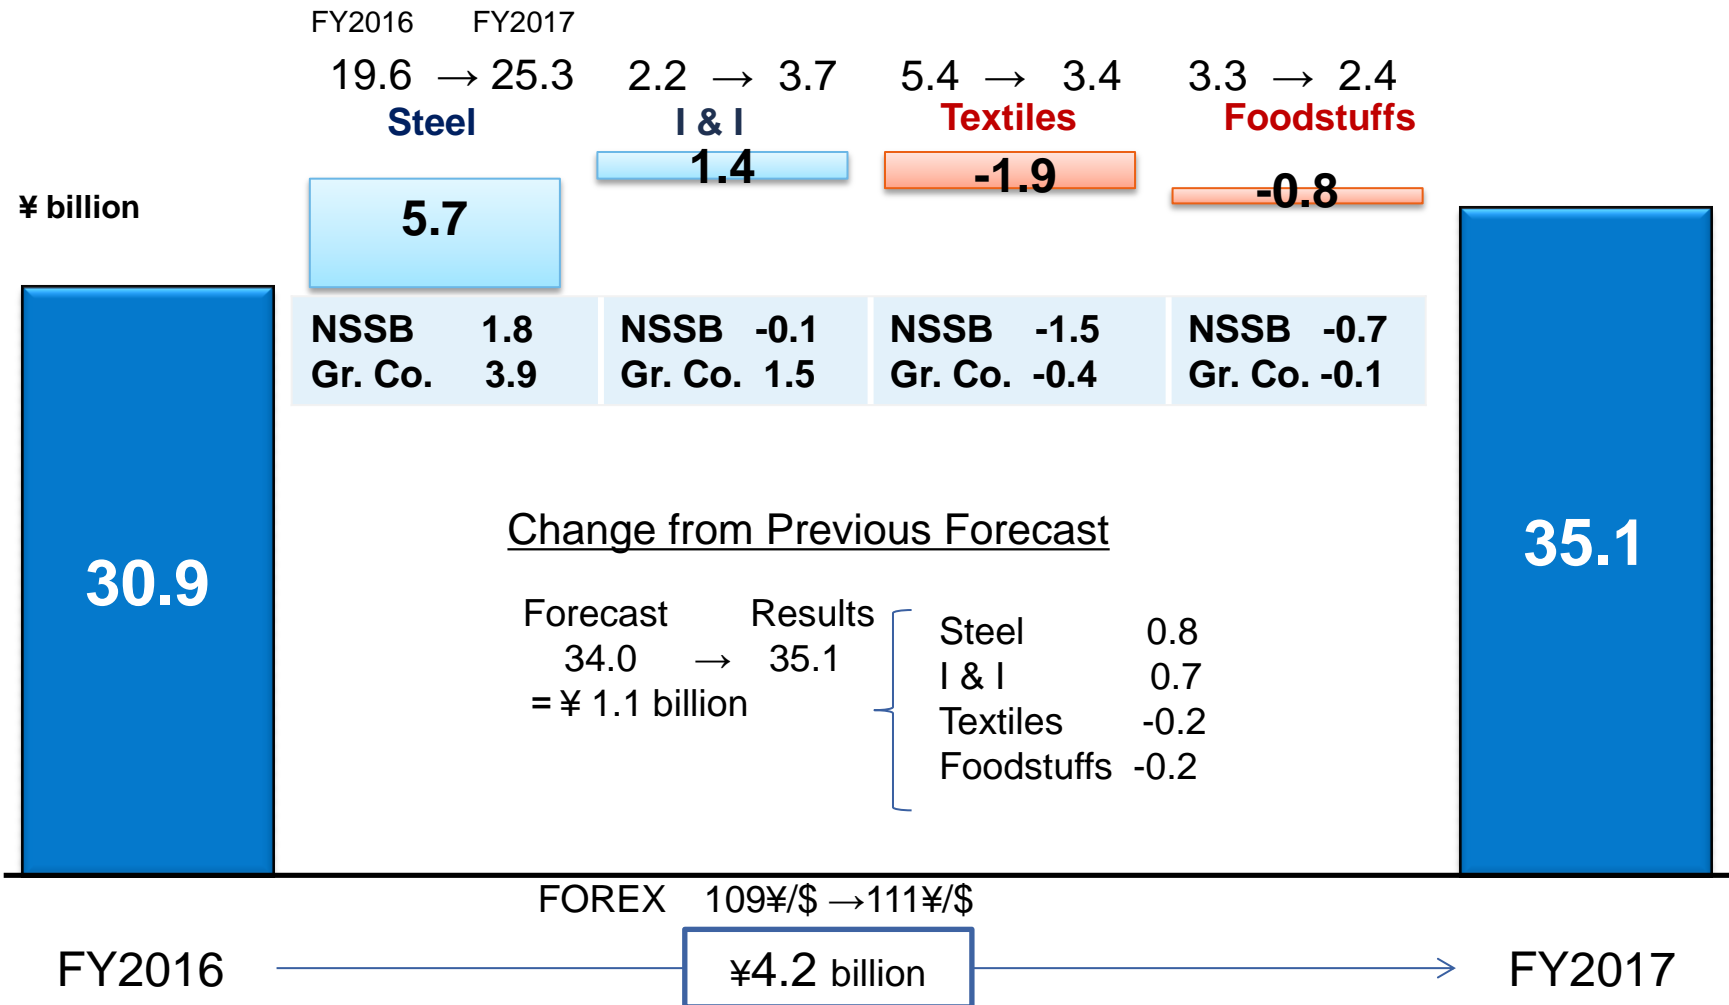 FY2016 FY2017
19.6 → 25.3 2.2 → 3.7 5.4 → 3.4 3.3 → 2.4
Steel I & I Textiles Foodstuffs
1.4 -1.9 -0.8
¥ billion
5.7
NSSB 1.8 NSSB -0.1 NSSB -1.5 NSSB -0.7
Gr. Co. 3.9 Gr. Co. 1.5 Gr. Co. -0.4 Gr. Co. -0.1
30.9
35.1
Change from Previous Forecast
Forecast Results
34.0 → 35.1
= ¥ 1.1 billion
Steel 0.8
I & I 0.7
Textiles -0.2
Foodstuffs -0.2
FOREX 109¥/$ →111¥/$
FY2016 ¥4.2 billion FY2017